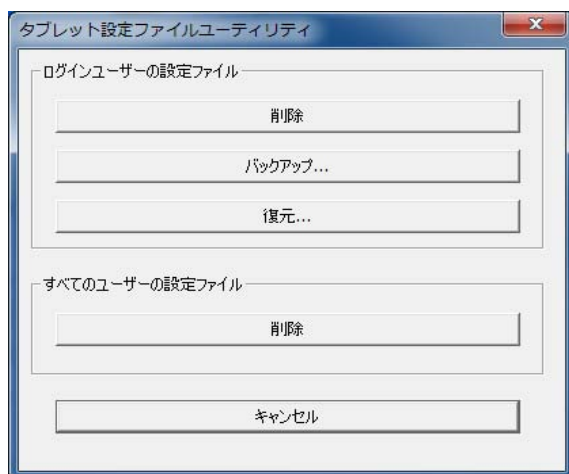 タブレット設定ファイルユーティリティ
ログインユーザーの設定ファイル
削除
バックアップ...
復元...
すべてのユーザーの設定ファイル
削除
キャンセル